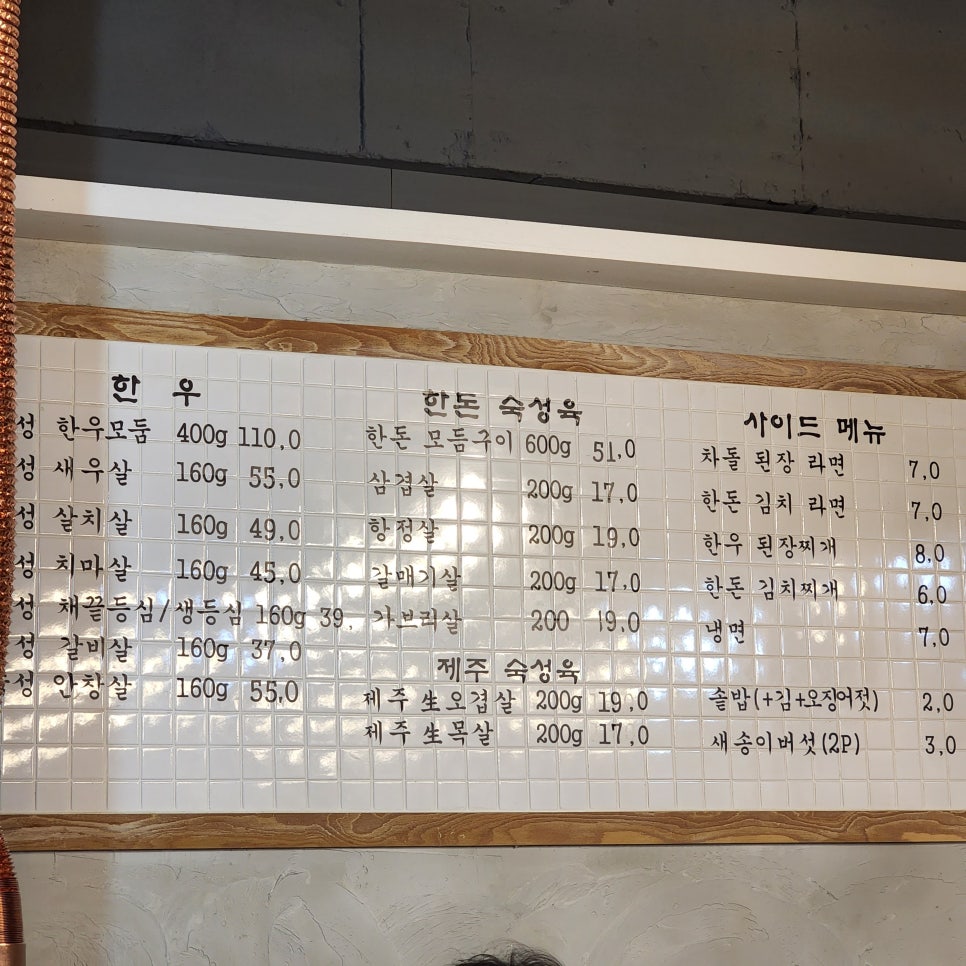 한 우
성 한우모둠 400g 110,0
성 새우살 160g 55,0
성 살치살 160g 49,0
성 치마살 160g 45,0
성 채끝등심/생등심 160g 39,
성 갈비살 160g 37,0
성 안창살 160g 55,0
한돈 숙성육
한돈 모듬구이 600g 51,0
삼겹살 200g 17,0
항정살 200g 19,0
갈매기살 200g 17,0
가브리살 200 19,0
제주 숙성육
제주 生오겹살 200g 19,0
제주 生목살 200g 17,0
사이드 메뉴
차돌 된장 라면 7,0
한돈 김치 라면 7,0
한우 된장찌개 8,0
한돈 김치찌개 6,0
냉면 7,0
솥밥(+김+오징어젓) 2,0
새송이버섯(2P) 3,0